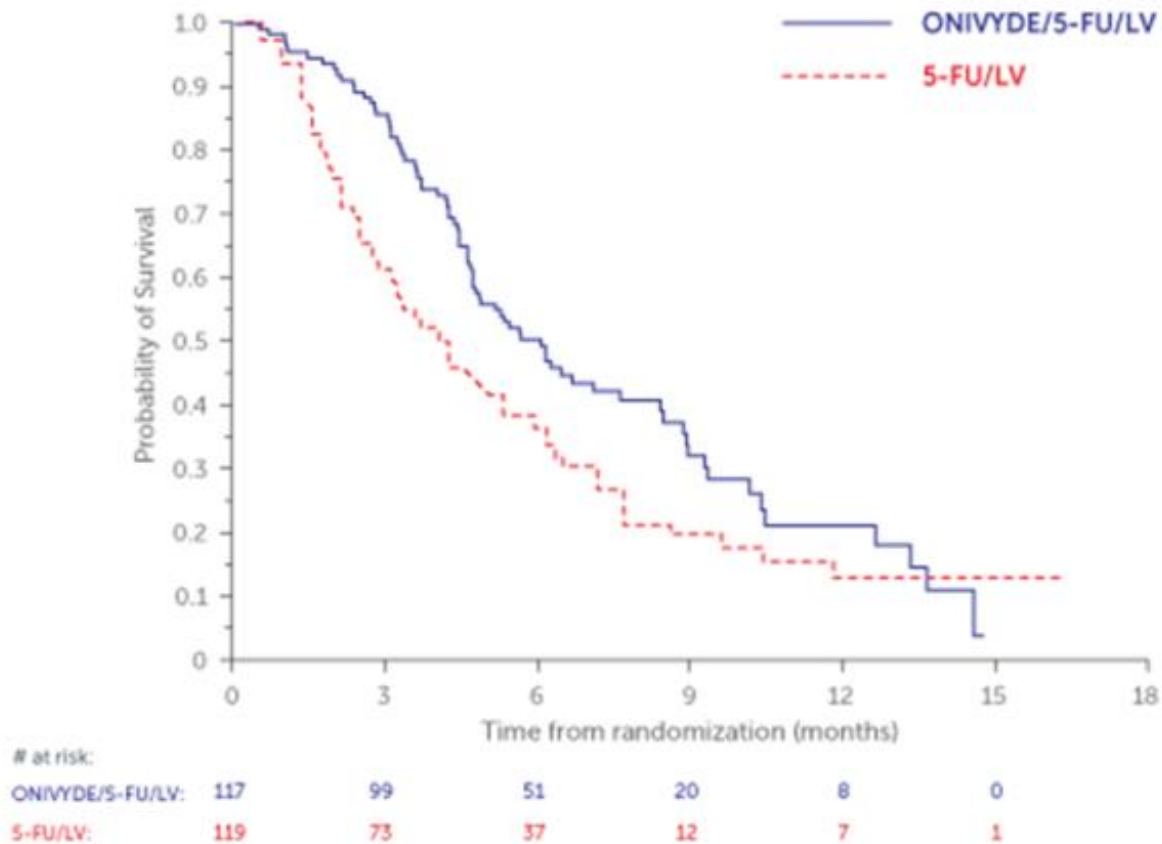 ONIVYDE/5-FU/LV
5-FU/LV
1.0
0.9
0.8
0.7
0.6
0.5
0.4
0.3
0.2
0.1
0
Probability of Survival
0 3 6 9 12 15 18
Time from randomization (months)
# at risk:
ONIVYDE/5-FU/LV: 117 99 51 20 8 0
5-FU/LV: 119 73 37 12 7 1